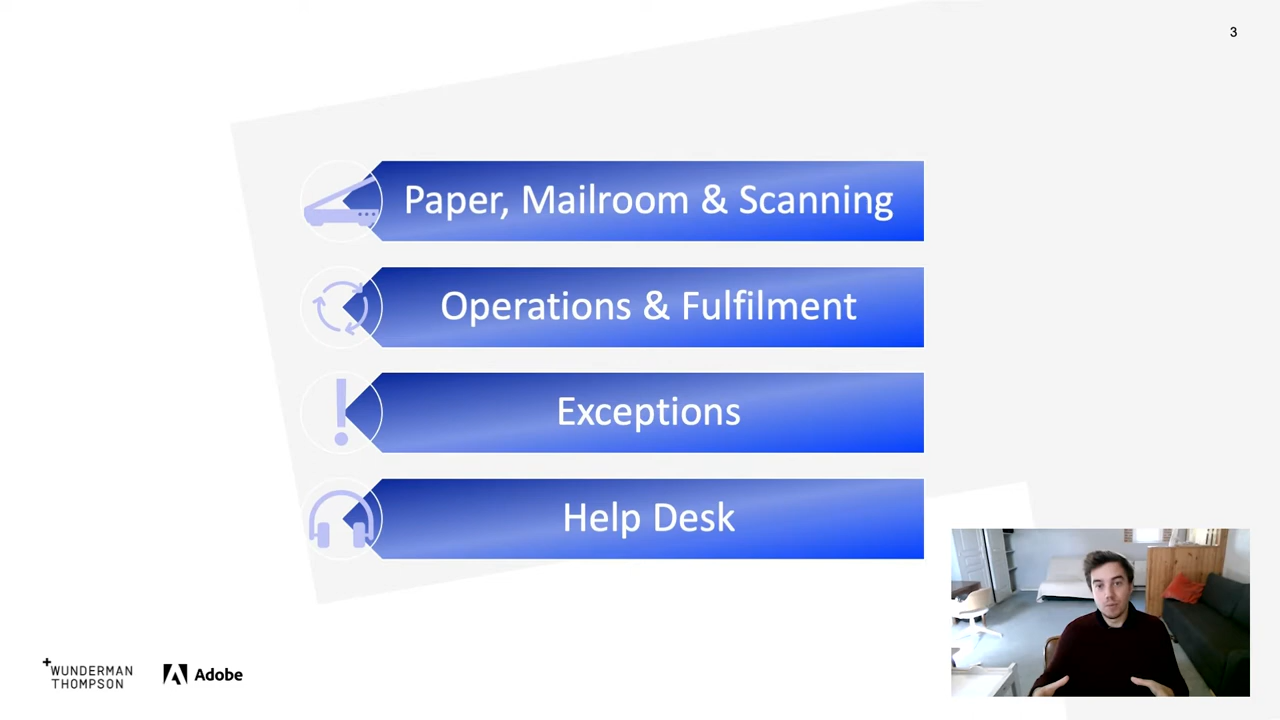 3
Paper, Mailroom & Scanning
Operations & Fulfilment
Exceptions
Help Desk
WUNDERMAN
THOMPSON
Adobe